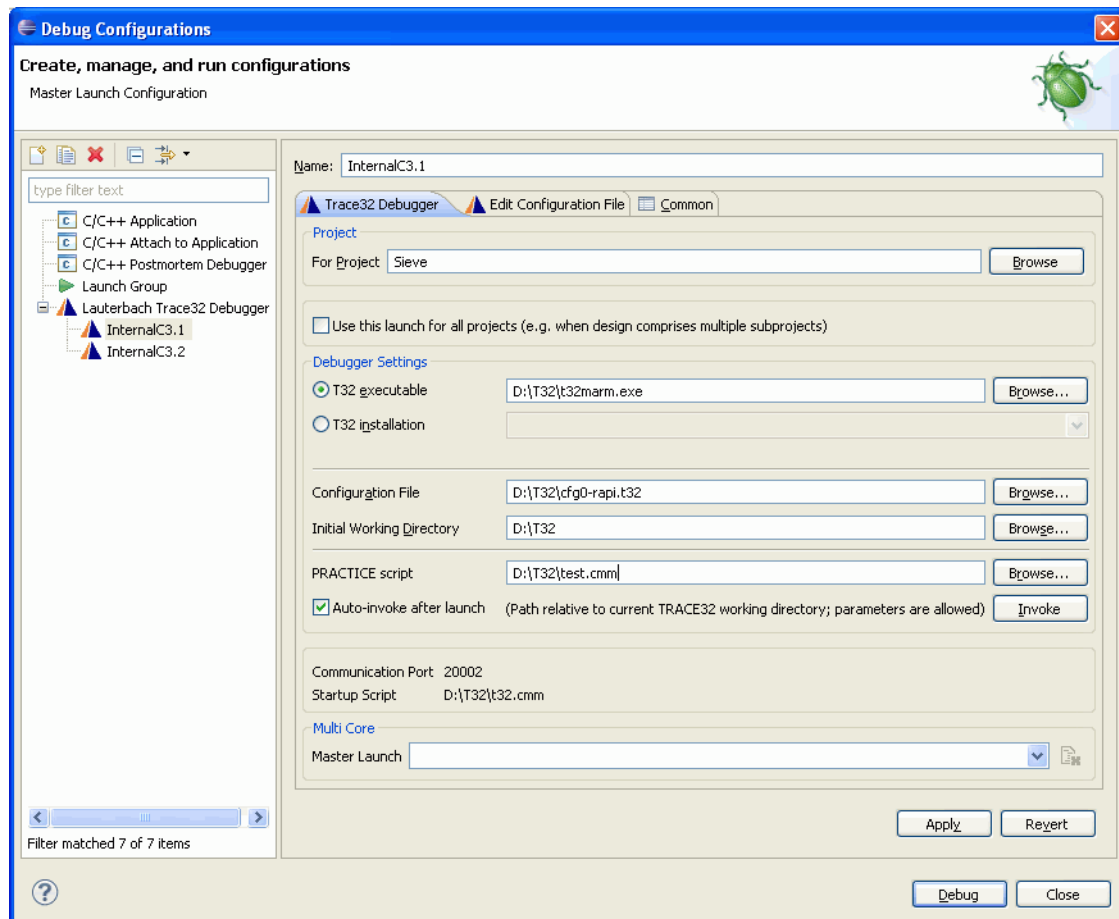 Debug Configurations
Create, manage, and run configurations
Master Launch Configuration
type filter text
C/C++ Application
C/C++ Attach to Application
C/C++ Postmortem Debugger
Launch Group
Lauterbach Trace32 Debugger
InternalC3.1
InternalC3.2
Filter matched 7 of 7 items
Name: InternalC3.1
Trace32 Debugger Edit Configuration File Common
Project
For Project Sieve Browse
Use this launch for all projects (e.g. when design comprises multiple subprojects)
Debugger Settings
T32 executable D:\T32\t32marm.exe Browse...
T32 installation
Configuration File D:\T32\cfg0-rapi.t32 Browse...
Initial Working Directory D:\T32 Browse...
PRACTICE script D:\T32\test.cmm Browse...
Auto-invoke after launch (Path relative to current TRACE32 working directory; parameters are allowed) Invoke
Communication Port 20002
Startup Script D:\T32\t32.cmm
Multi Core
Master Launch
Apply Revert
Debug Close